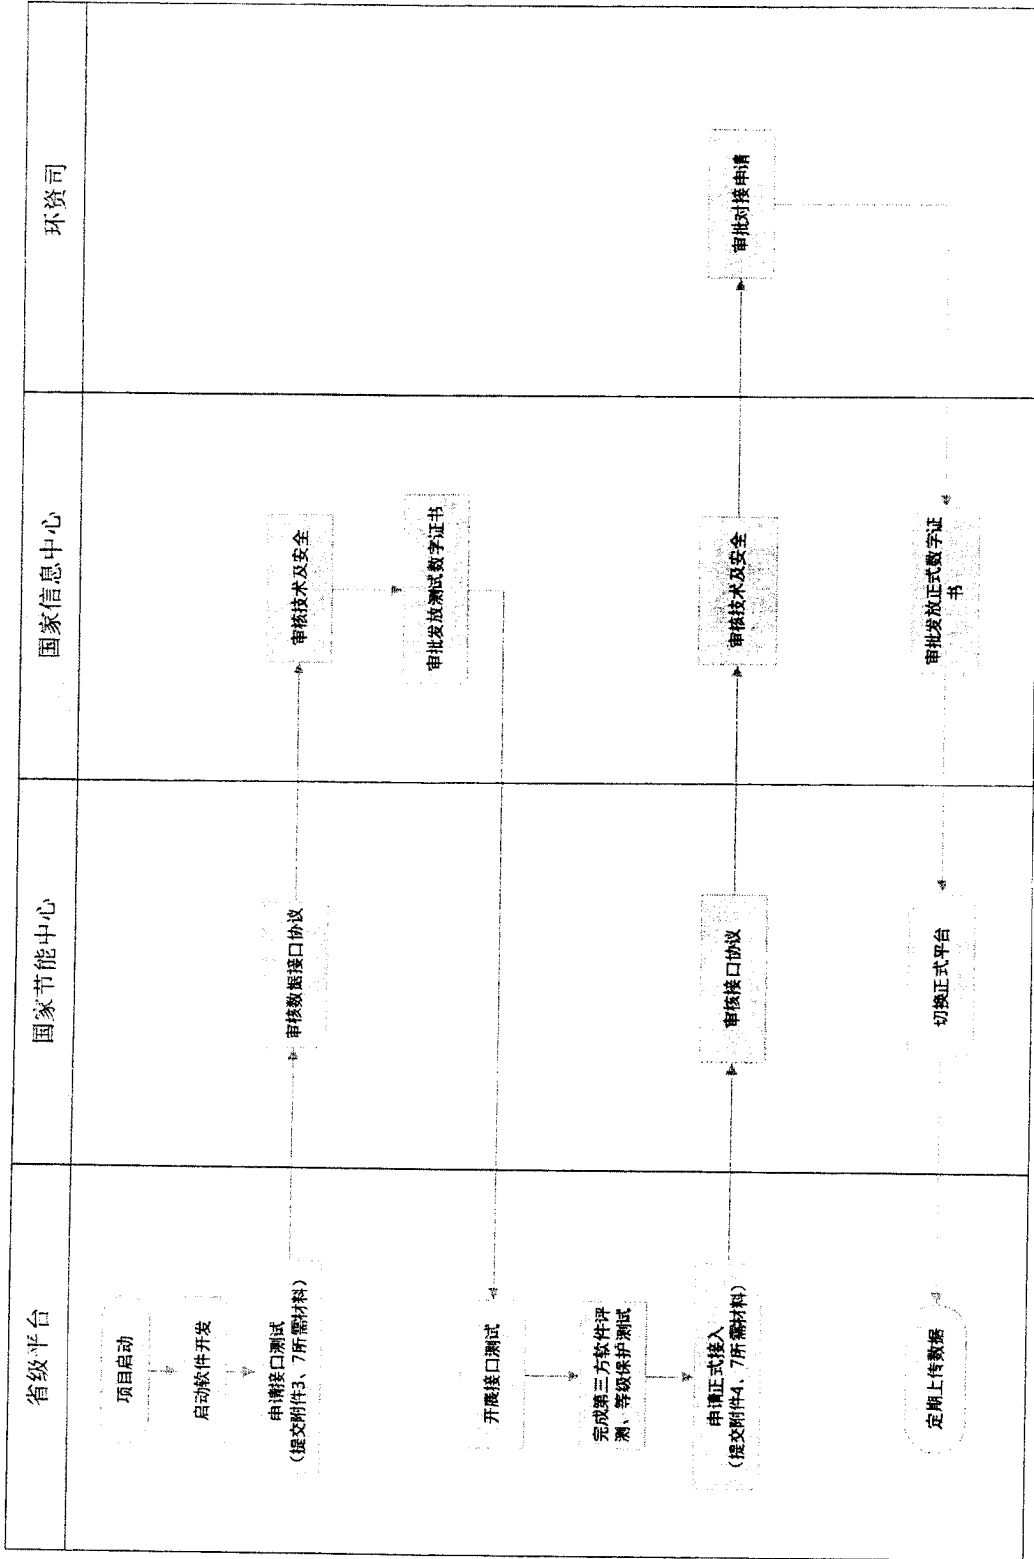 省级平台
国家节能中心
国家信息中心
环资司
项目启动
启动软件开发
申请接口测试
（提交附件3、7所需材料）
审核数据接口协议
审核技术及安全
审批发放测试数字证书
开展接口测试
完成第三方软件评
测、等级保护测试
申请正式接入
（提交附件4、7所需材料）
审核接口协议
审核技术及安全
审批对接申请
审批发放正式数字证
书
切换正式平台
定期上传数据